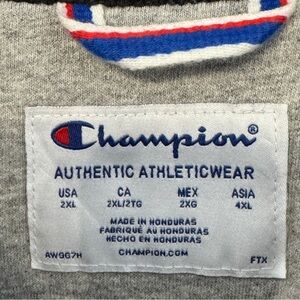 Champion®
AUTHENTIC ATHLETICWEAR
USA CA MEX ASIA
2XL 2XL/2TG 2XG 4XL
MADE IN HONDURAS
FABRIQUÉ AU HONDURAS
HECHO EN HONDURAS
AW967H CHAMPION.COM FTX